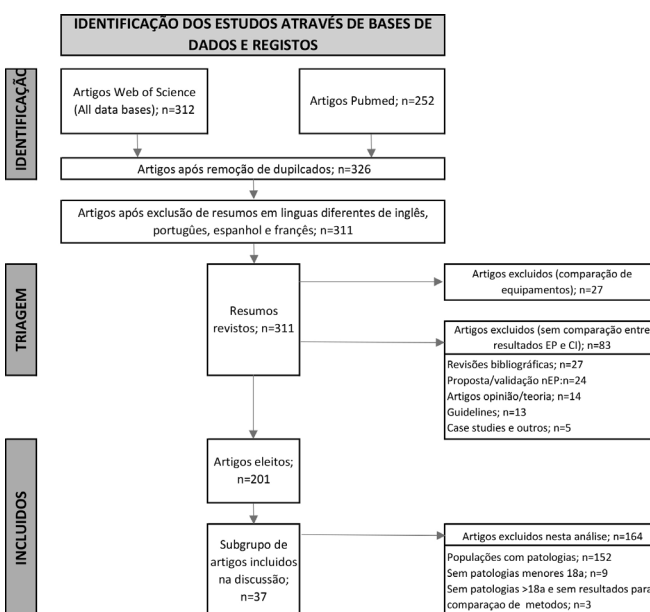 IDENTIFICAÇÃO DOS ESTUDOS ATRAVÉS DE BASES DE
DADOS E REGISTOS
IDENTIFICAÇÃO
Artigos Web of Science
(All data bases); n=312
Artigos Pubmed; n=252
Artigos após remoção de dupilcados; n=326
Artigos após exclusão de resumos em linguas diferentes de inglês,
portugûes, espanhol e françês; n=311
TRIAGEM
Resumos
revistos; n=311
Artigos excluidos (comparação de
equipamentos); n=27
Artigos excluidos (sem comparação entre
resultados EP e CI); n=83
Revisões bibliográficas; n=27
Proposta/validação nEP:n=24
Artigos opinião/teoria; n=14
Guidelines; n=13
Case studies e outros; n=5
INCLUIDOS
Artigos eleitos;
n=201
Subgrupo de
artigos incluidos
na discussão;
n=37
Artigos excluidos nesta análise; n=164
Populações com patologias; n=152
Sem patologias menores 18a; n=9
Sem patologias >18a e sem resultados para
comparaçao de metodos; n=3